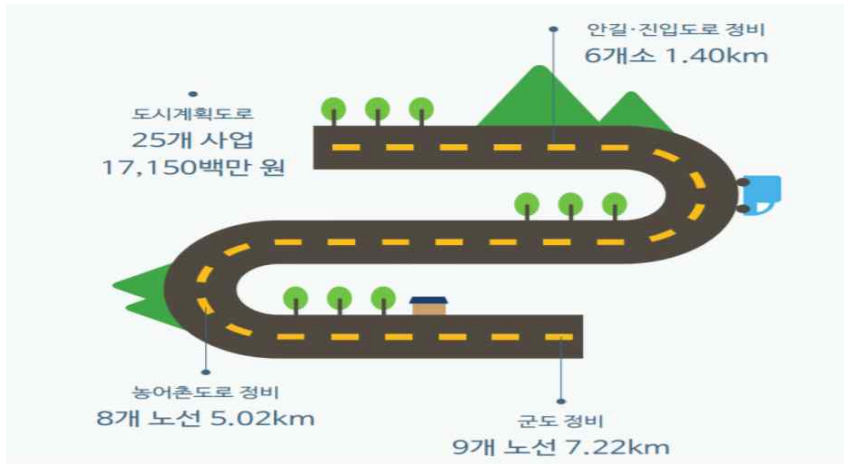 안길·진입도로 정비
6개소 1.40km
도시계획도로
25개 사업
17,150백만 원
농어촌도로 정비
8개 노선 5.02km
군도 정비
9개 노선 7.22km